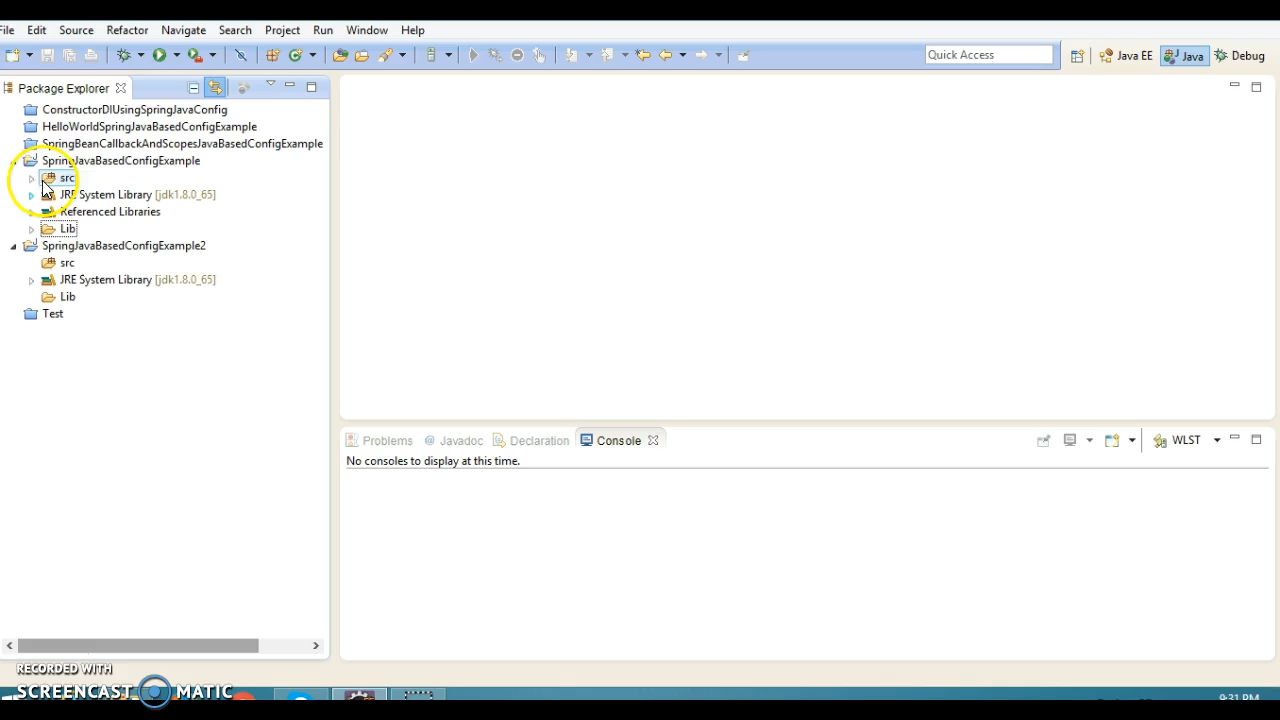 File Edit Source Refactor Navigate Search Project Run Window Help
Quick Access
Java EE
Java
Debug
Package Explorer
ConstructorDIUsingSpringJavaConfig
HelloWorldSpringJavaBasedConfigExample
SpringBeanCallbackAndScopesJavaBasedConfigExample
SpringJavaBasedConfigExample
src
JRE System Library [jdk1.8.0_65]
Referenced Libraries
Lib
SpringJavaBasedConfigExample2
src
JRE System Library [jdk1.8.0_65]
Lib
Test
Problems @ Javadoc Declaration Console
WLST
No consoles to display at this time.
RECORDED WITH
SCREENCAST MATIC
9:31 PM